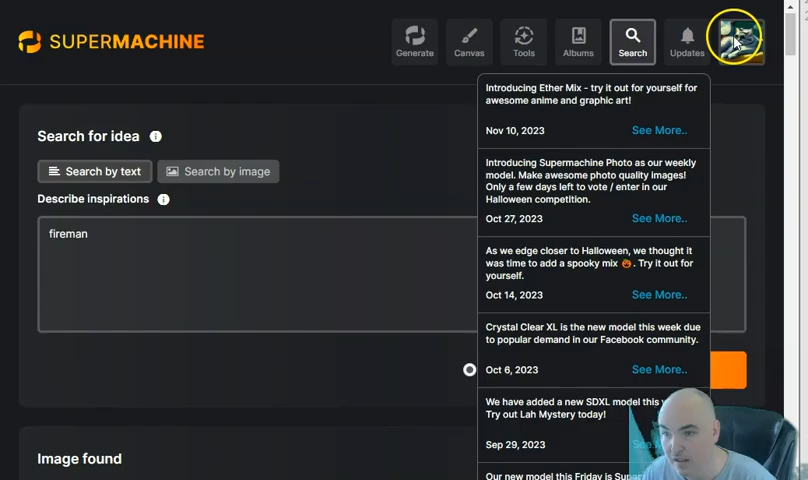 SUPERMACHINE
Generate
Canvas
Tools
Albums
Search
Updates
Introducing Ether Mix - try it out for yourself for
awesome anime and graphic art!
Nov 10, 2023 See More..
Introducing Supermachine Photo as our weekly
model. Make awesome photo quality images!
Only a few days left to vote / enter in our
Halloween competition.
Oct 27, 2023 See More..
As we edge closer to Halloween, we thought it
was time to add a spooky mix 🎃. Try it out for
yourself.
Oct 14, 2023 See More..
Crystal Clear XL is the new model this week due
to popular demand in our Facebook community.
Oct 6, 2023 See More..
We have added a new SDXL model this
Try out Lah Mystery today!
Sep 29, 2023
Our new model this Friday is
Search for idea
Search by text Search by image
Describe inspirations
fireman
Image found